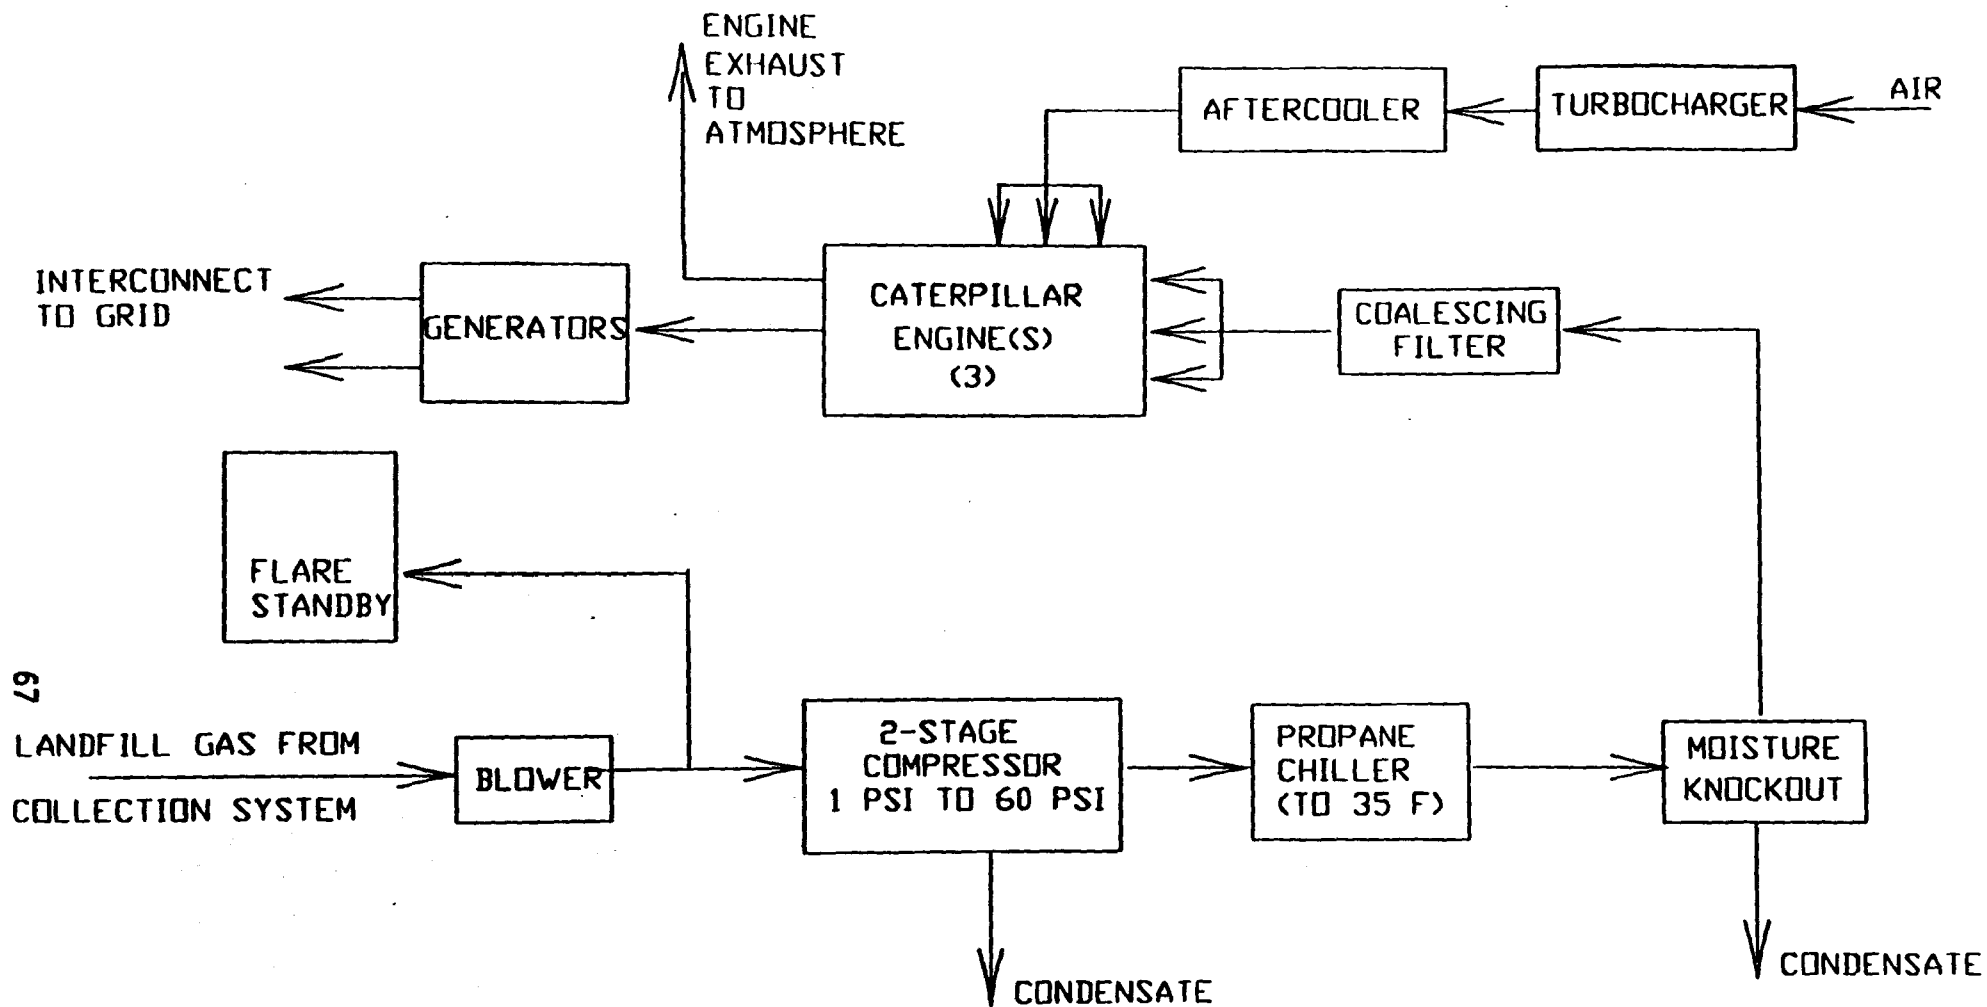 ENGINE
EXHAUST
TO
ATMOSPHERE
AFTERCOOLER
TURBOCHARGER
AIR
INTERCONNECT
TO GRID
GENERATORS
CATERPILLAR
ENGINE(S)
(3)
COALESCING
FILTER
FLARE
STANDBY
67
LANDFILL GAS FROM
COLLECTION SYSTEM
BLOWER
2-STAGE
COMPRESSOR
1 PSI TO 60 PSI
PROPANE
CHILLER
(TO 35 F)
MOISTURE
KNOCKOUT
CONDENSATE
CONDENSATE